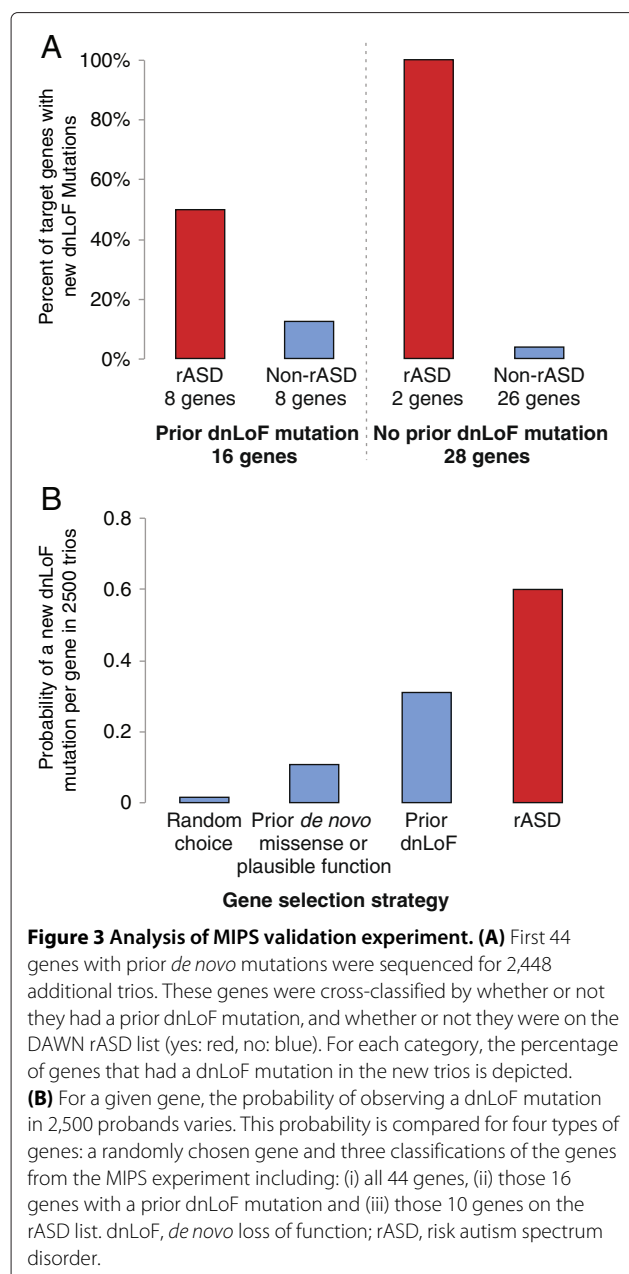 A
Percent of target genes with
new dnLoF Mutations
100%
80%
60%
40%
20%
0%
rASD
8 genes
Non-rASD
8 genes
rASD
2 genes
Non-rASD
26 genes
Prior dnLoF mutation
16 genes
No prior dnLoF mutation
28 genes
B
Probability of a new dnLoF
mutation per gene in 2500 trios
0.8
0.6
0.4
0.2
0
Random
choice
Prior de novo
missense or
plausible function
Prior
dnLoF
rASD
Gene selection strategy
Figure 3 Analysis of MIPS validation experiment. (A) First 44
genes with prior de novo mutations were sequenced for 2,448
additional trios. These genes were cross-classified by whether or not
they had a prior dnLoF mutation, and whether or not they were on the
DAWN rASD list (yes: red, no: blue). For each category, the percentage
of genes that had a dnLoF mutation in the new trios is depicted.
(B) For a given gene, the probability of observing a dnLoF mutation
in 2,500 probands varies. This probability is compared for four types of
genes: a randomly chosen gene and three classifications of the genes
from the MIPS experiment including: (i) all 44 genes, (ii) those 16
genes with a prior dnLoF mutation and (iii) those 10 genes on the
rASD list. dnLoF, de novo loss of function; rASD, risk autism spectrum
disorder.